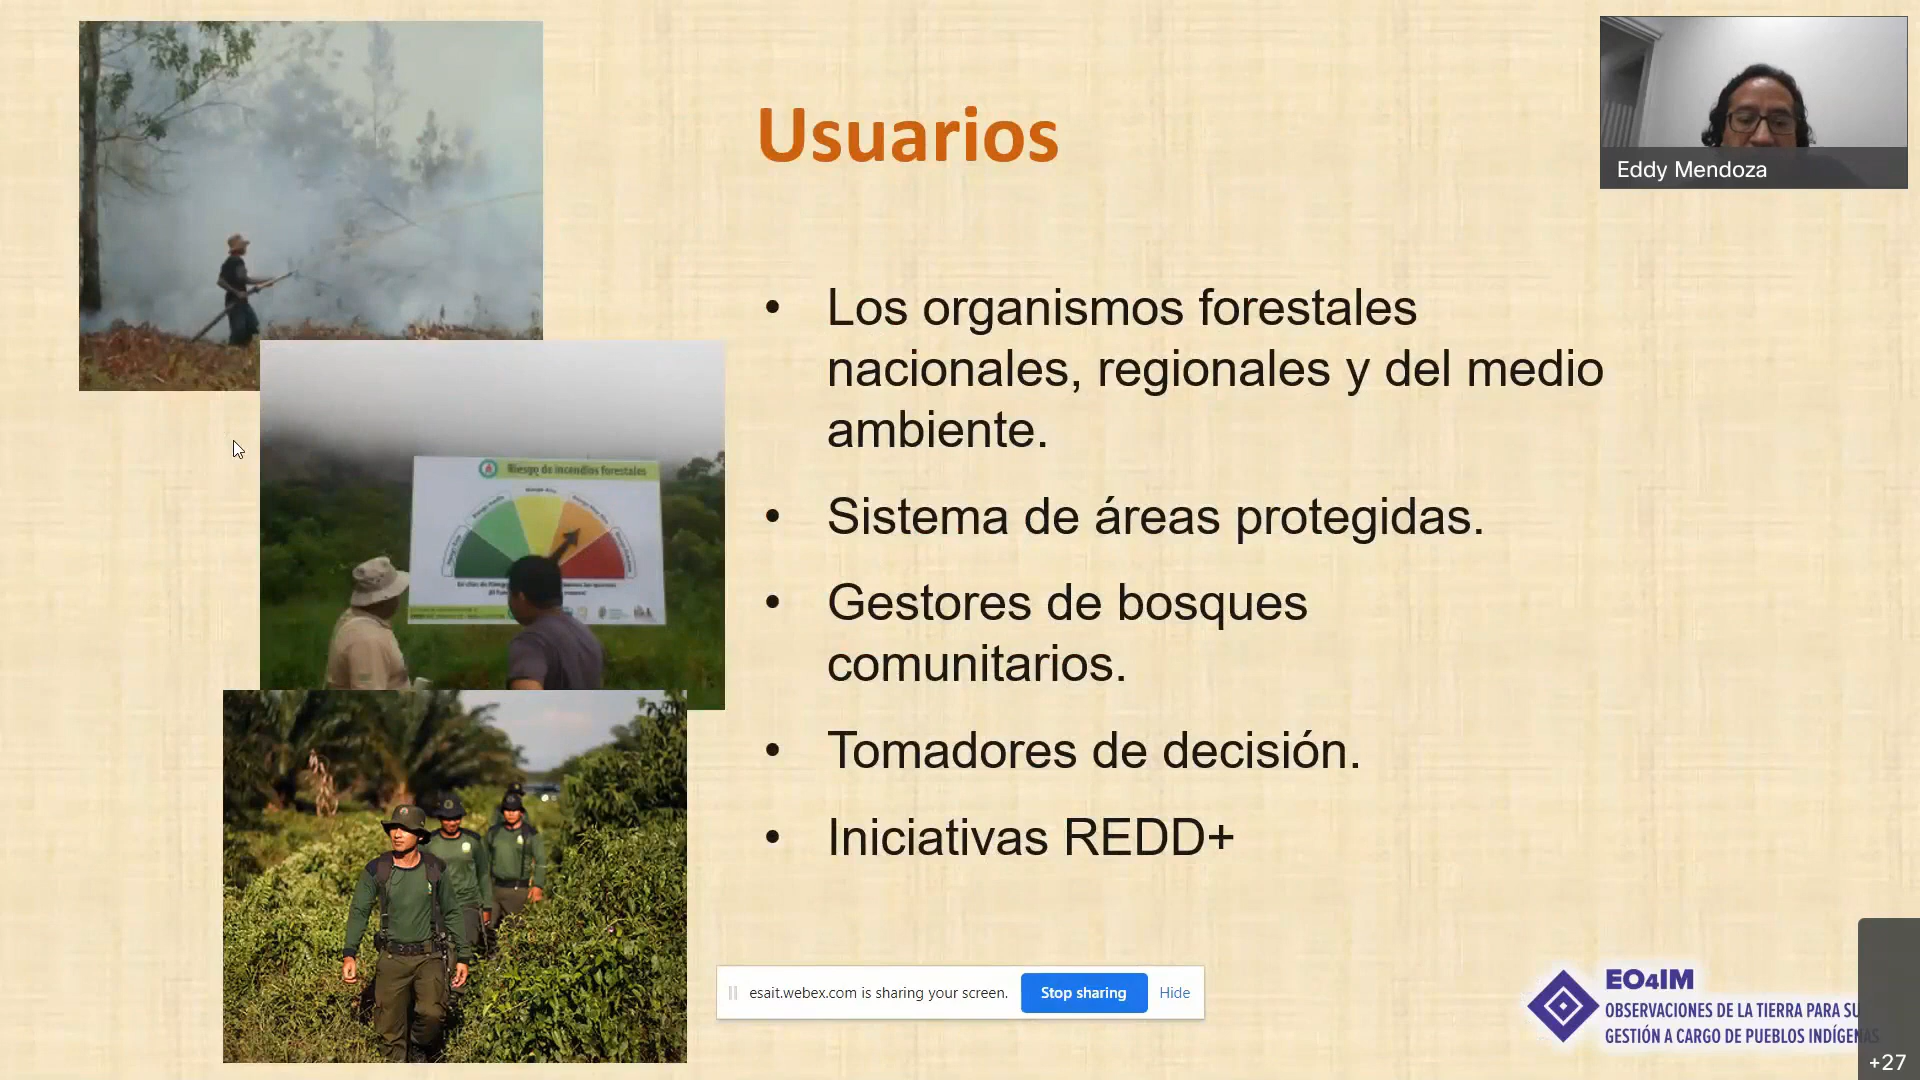 Usuarios
Eddy Mendoza
• Los organismos forestales
nacionales, regionales y del medio
ambiente.
• Sistema de áreas protegidas.
• Gestores de bosques
comunitarios.
• Tomadores de decisión.
• Iniciativas REDD+
Riesgo de incendios forestales
esait.webex.com is sharing your screen.
Stop sharing
Hide
EO4IM
OBSERVACIONES DE LA TIERRA PARA SU
GESTIÓN A CARGO DE PUEBLOS INDÍGENAS
+27